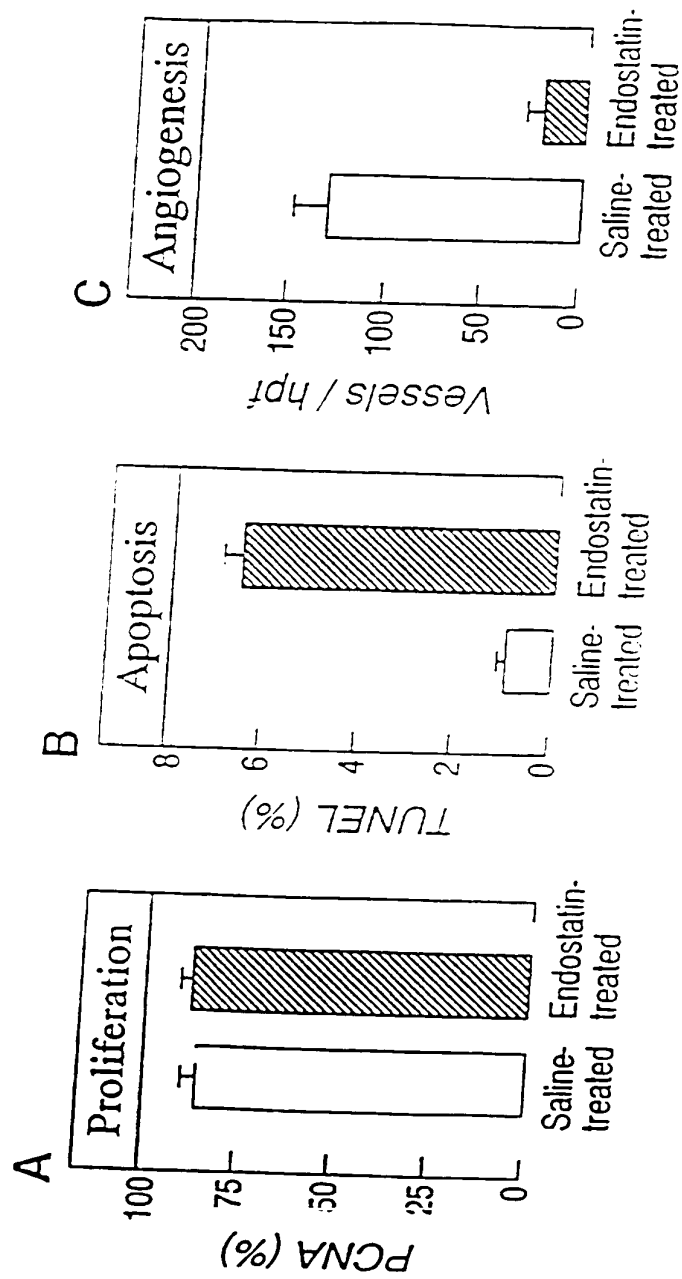 A
Proliferation
PCNA (%)
100
75
50
25
0
Saline-
treated
Endostatin-
treated
B
Apoptosis
TUNEL (%)
8
6
4
2
0
Saline-
treated
Endostatin-
treated
C
Angiogenesis
Vessels / hpf
200
150
100
50
0
Saline-
treated
Endostatin-
treated